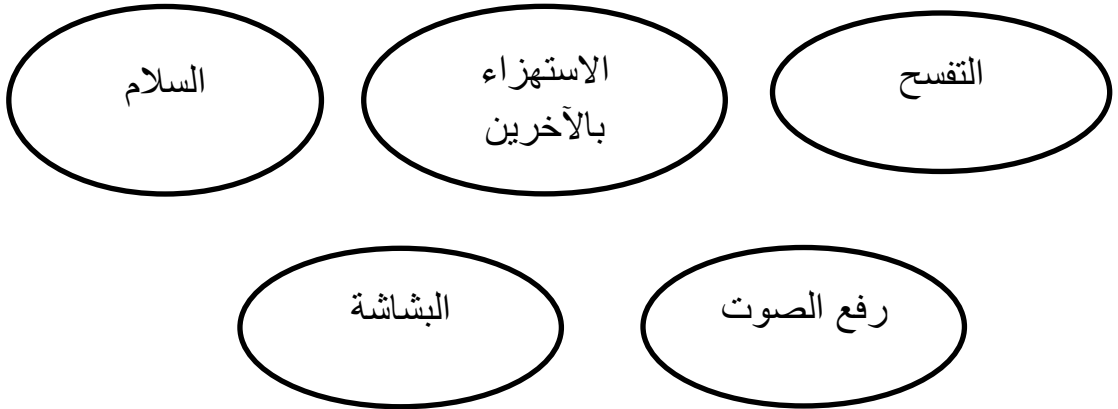 التفسح
الاستهزاء
بالآخرين
السلام
رفع الصوت
البشاشة